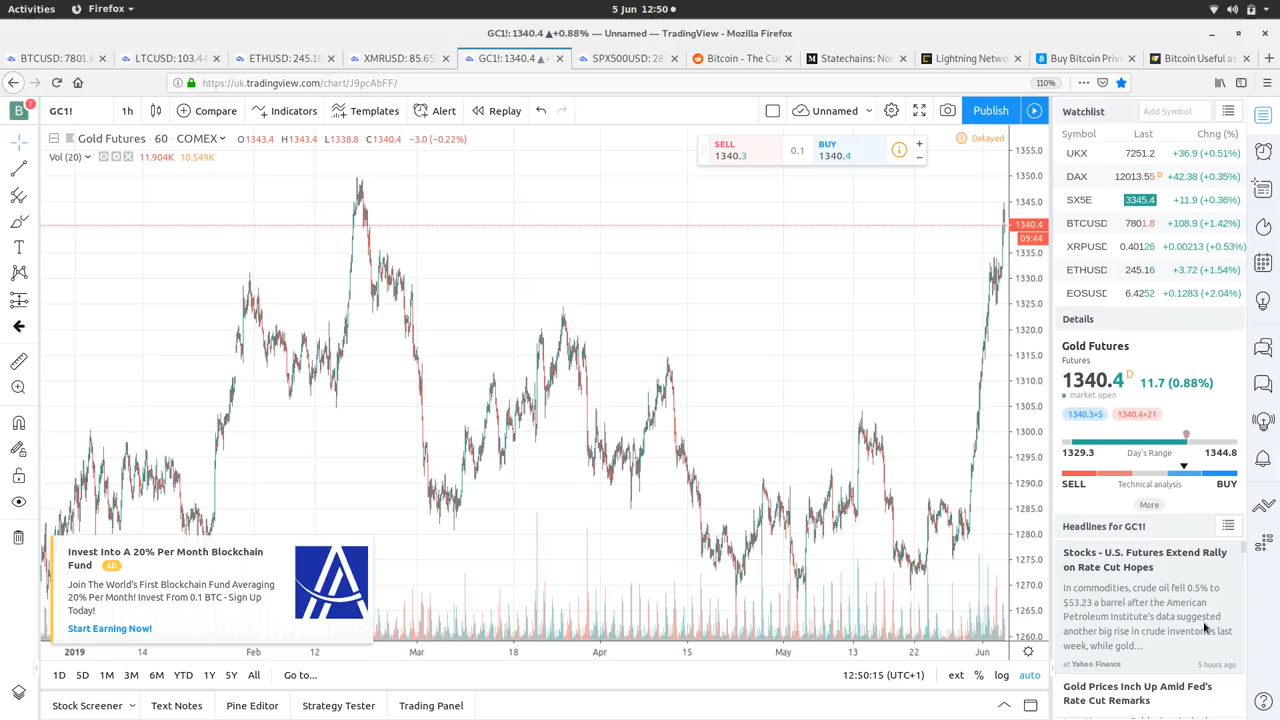 Activities Firefox 5 Jun 12:50
GC1!: 1340.4 ▲+0.88% — Unnamed — TradingView - Mozilla Firefox
BTCUSD: 7801.8
LTCUSD: 103.44
ETHUSD: 245.16
XMRUSD: 85.65
GC1!: 1340.4 ▲+
SPX500USD: 28
Bitcoin - The Cu
Statechains: Non
Lightning Netwo
Buy Bitcoin Priv
Bitcoin Useful as
https://uk.tradingview.com/chart/J9pcAbFF/
110%
B 7
GC1! 1h Compare Indicators Templates Alert Replay Unnamed Publish
Gold Futures · 60 · COMEX O1343.4 H1343.4 L1338.8 C1340.4 −3.0 (−0.22%)
Vol (20) 11.904K 10.549K
SELL
1340.3
0.1
BUY
1340.4
Delayed
1355.0
1350.0
1345.0
1340.4
09:44
1335.0
1330.0
1325.0
1320.0
1315.0
1310.0
1305.0
1300.0
1295.0
1290.0
1285.0
1280.0
1275.0
1270.0
1265.0
1260.0
Invest Into A 20% Per Month Blockchain
Fund AD
Join The World's First Blockchain Fund Averaging
20% Per Month! Invest From 0.1 BTC - Sign Up
Today!
Start Earning Now!
2019 14 Feb 12 Mar 18 Apr 15 May 13 22 Jun
1D 5D 1M 3M 6M YTD 1Y 5Y All Go to... 12:50:15 (UTC+1) ext % log auto
Stock Screener Text Notes Pine Editor Strategy Tester Trading Panel
Watchlist Add Symbol
Symbol Last Chng (%)
UKX 7251.2 +36.9 (+0.51%)
DAX 12013.55 D +42.38 (+0.35%)
SX5E 3345.4 +11.9 (+0.36%)
BTCUSD 7801.8 +108.9 (+1.42%)
XRPUSD 0.40126 +0.00213 (+0.53%)
ETHUSD 245.16 +3.72 (+1.54%)
EOSUSD 6.4252 +0.1283 (+2.04%)
Details
Gold Futures
Futures
1340.4 D 11.7 (0.88%)
market open
1340.3×5 1340.4×21
1329.3 Day's Range 1344.8
SELL Technical analysis BUY
More
Headlines for GC1!
Stocks - U.S. Futures Extend Rally
on Rate Cut Hopes
In commodities, crude oil fell 0.5% to
$53.23 a barrel after the American
Petroleum Institute's data suggested
another big rise in crude inventories last
week, while gold…
at Yahoo Finance 5 hours ago
Gold Prices Inch Up Amid Fed's
Rate Cut Remarks